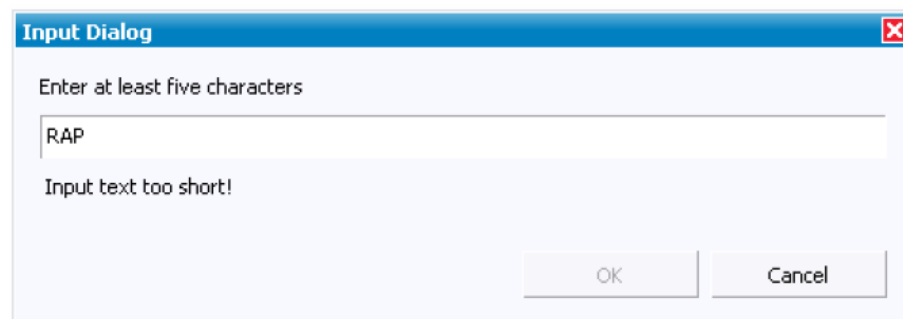 Input Dialog
Enter at least five characters
RAP
Input text too short!
OK
Cancel